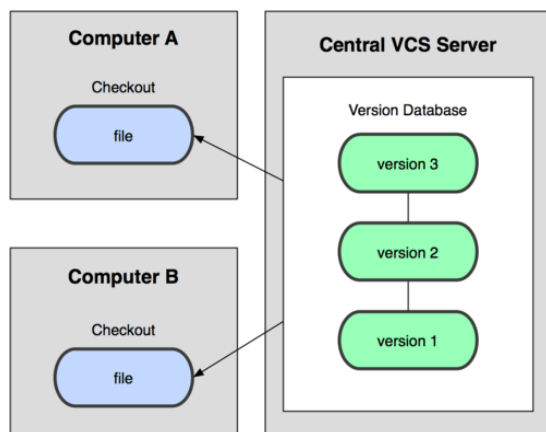 Computer A
Checkout
file
Computer B
Checkout
file
Central VCS Server
Version Database
version 3
version 2
version 1